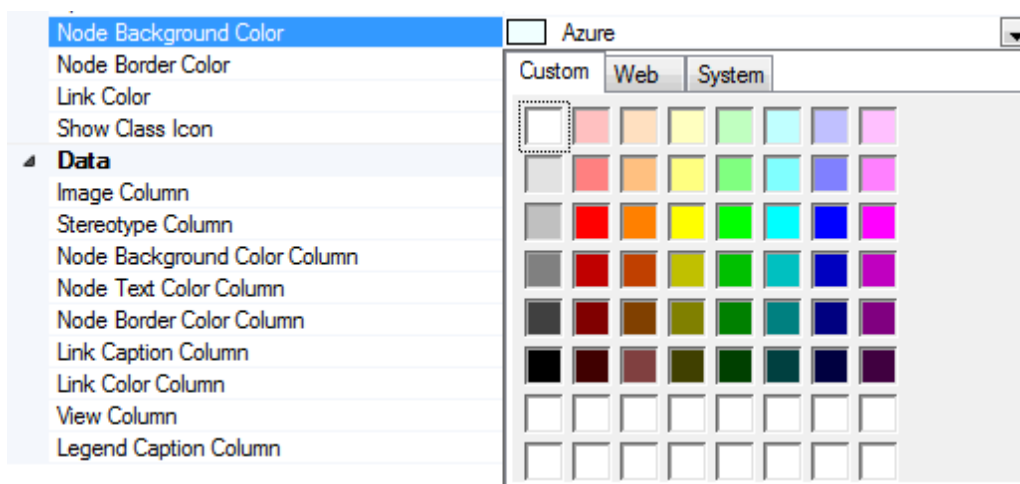 Node Background Color
Azure
Node Border Color
Custom Web System
Link Color
Show Class Icon
Data
Image Column
Stereotype Column
Node Background Color Column
Node Text Color Column
Node Border Color Column
Link Caption Column
Link Color Column
View Column
Legend Caption Column